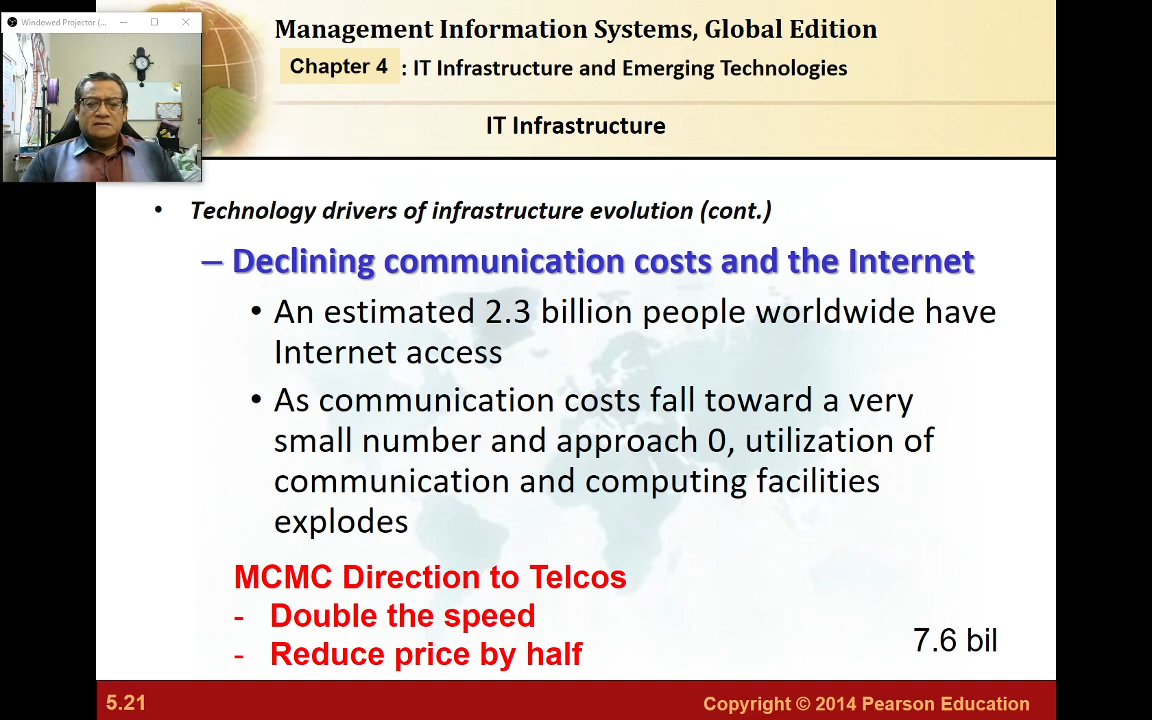 Windowed Projector (...
Management Information Systems, Global Edition
Chapter 4 : IT Infrastructure and Emerging Technologies
IT Infrastructure
• Technology drivers of infrastructure evolution (cont.)
– Declining communication costs and the Internet
• An estimated 2.3 billion people worldwide have
Internet access
• As communication costs fall toward a very
small number and approach 0, utilization of
communication and computing facilities
explodes
MCMC Direction to Telcos
- Double the speed
- Reduce price by half
7.6 bil
5.21
Copyright © 2014 Pearson Education